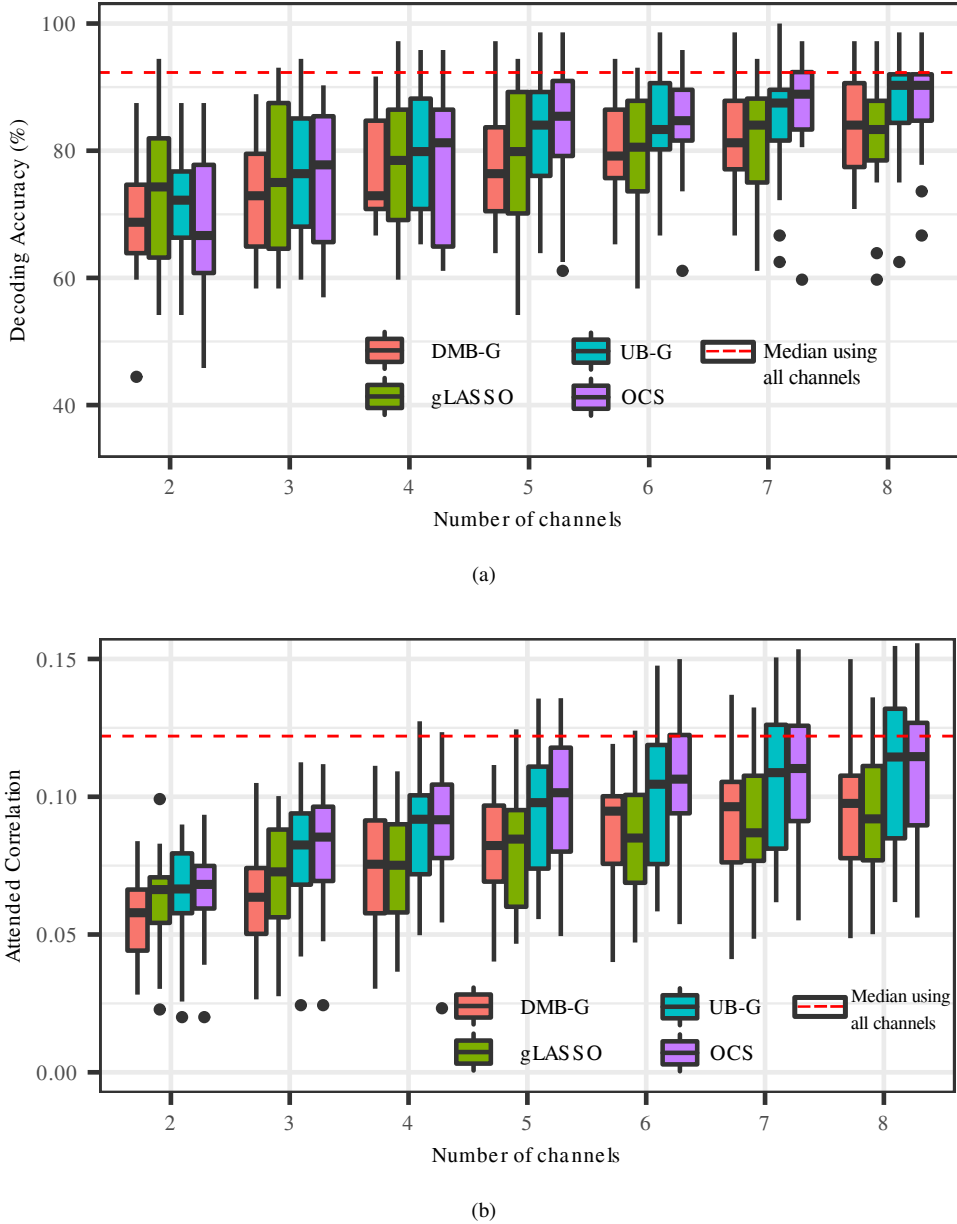 100
80
60
40
Decoding Accuracy (%)
DMB-G
UB-G
Median using
all channels
gLASSO
OCS
2 3 4 5 6 7 8
Number of channels
(a)
0.15
0.10
0.05
0.00
Attended Correlation
DMB-G
UB-G
Median using
all channels
gLASSO
OCS
2 3 4 5 6 7 8
Number of channels
(b)